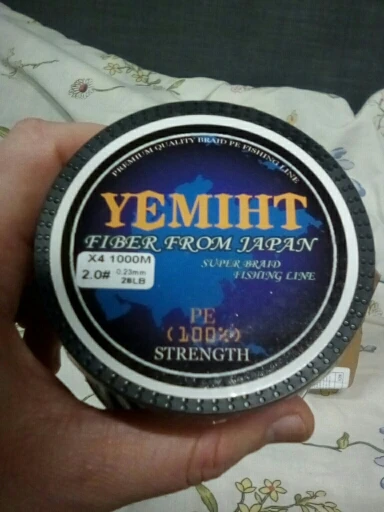 PREMIUM QUALITY BRAID PE FISHING LINE
YEMIHT
FIBER FROM JAPAN
SUPER BRAID
FISHING LINE
X4 1000M
2.0# 0.23mm
28LB
PE
(100%)
STRENGTH